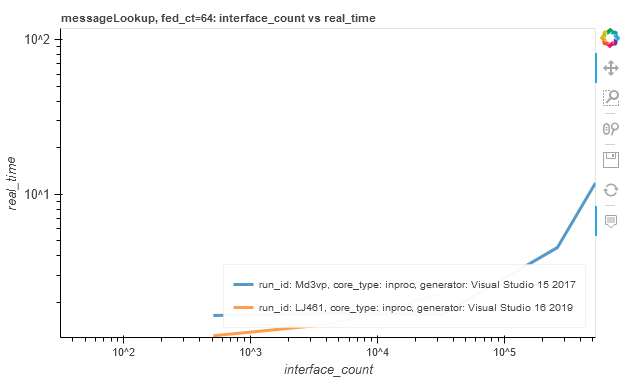 messageLookup, fed_ct=64: interface_count vs real_time
10^2
10^1
real_time
run_id: Md3vp, core_type: inproc, generator: Visual Studio 15 2017
run_id: LJ461, core_type: inproc, generator: Visual Studio 16 2019
10^2 10^3 10^4 10^5
interface_count